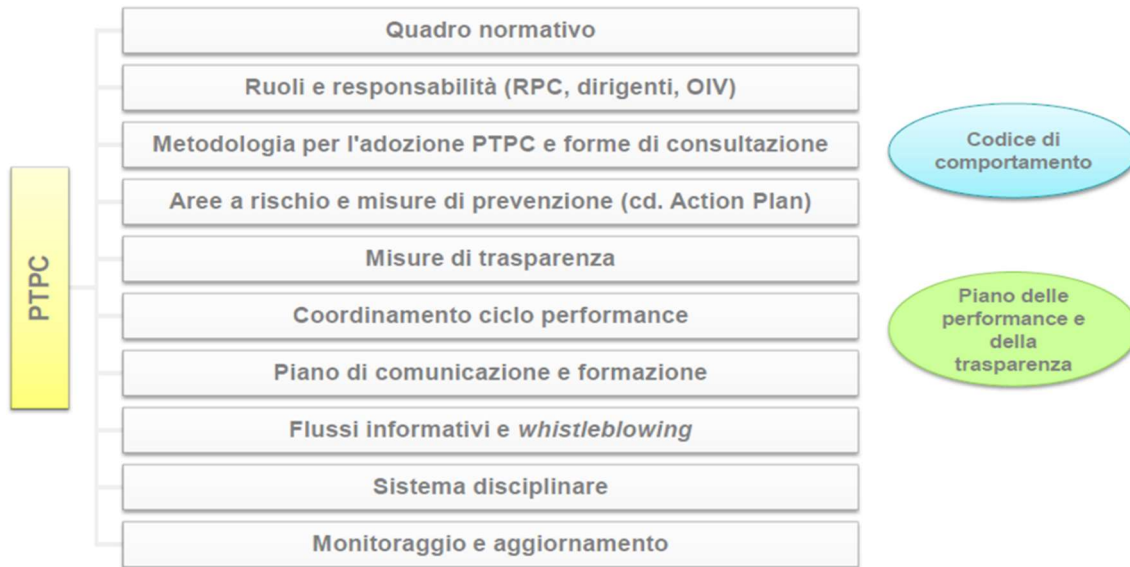 PTPC
Quadro normativo
Ruoli e responsabilità (RPC, dirigenti, OIV)
Metodologia per l'adozione PTPC e forme di consultazione
Aree a rischio e misure di prevenzione (cd. Action Plan)
Misure di trasparenza
Coordinamento ciclo performance
Piano di comunicazione e formazione
Flussi informativi e whistleblowing
Sistema disciplinare
Monitoraggio e aggiornamento
Codice di
comportamento
Piano delle
performance e
della
trasparenza